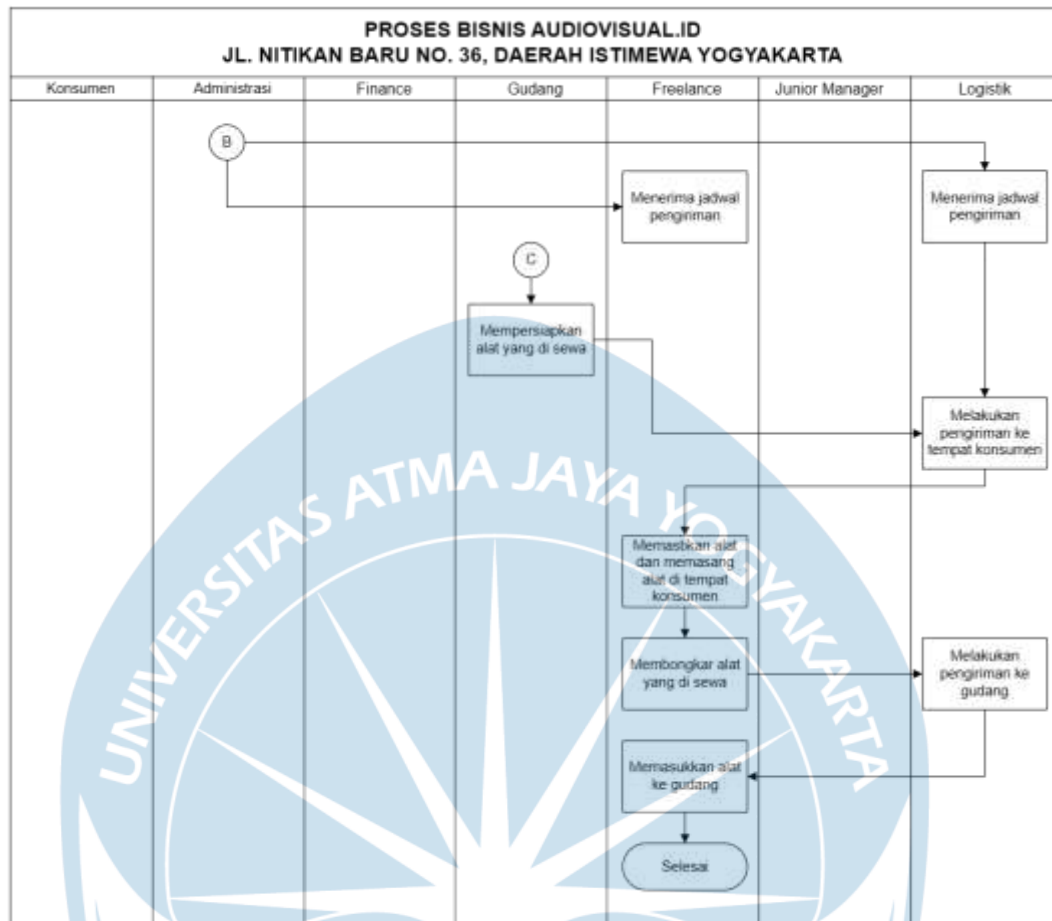 PROSES BISNIS AUDIOVISUAL.ID
JL. NITIKAN BARU NO. 36, DAERAH ISTIMEWA YOGYAKARTA
Konsumen
Administrasi
Finance
Gudang
Freelance
Junior Manager
Logistik
B
Menerima jadwal
pengiriman
Menerima jadwal
pengiriman
C
Mempersiapkan
alat yang di sewa
Melakukan
pengiriman ke
tempat konsumen
Memastikan alat
dan memasang
alat di tempat
konsumen
Membongkar alat
yang di sewa
Melakukan
pengiriman ke
gudang
Memasukkan alat
ke gudang
Selesai
UNIVERSITAS ATMA JAYA YOGYAKARTA